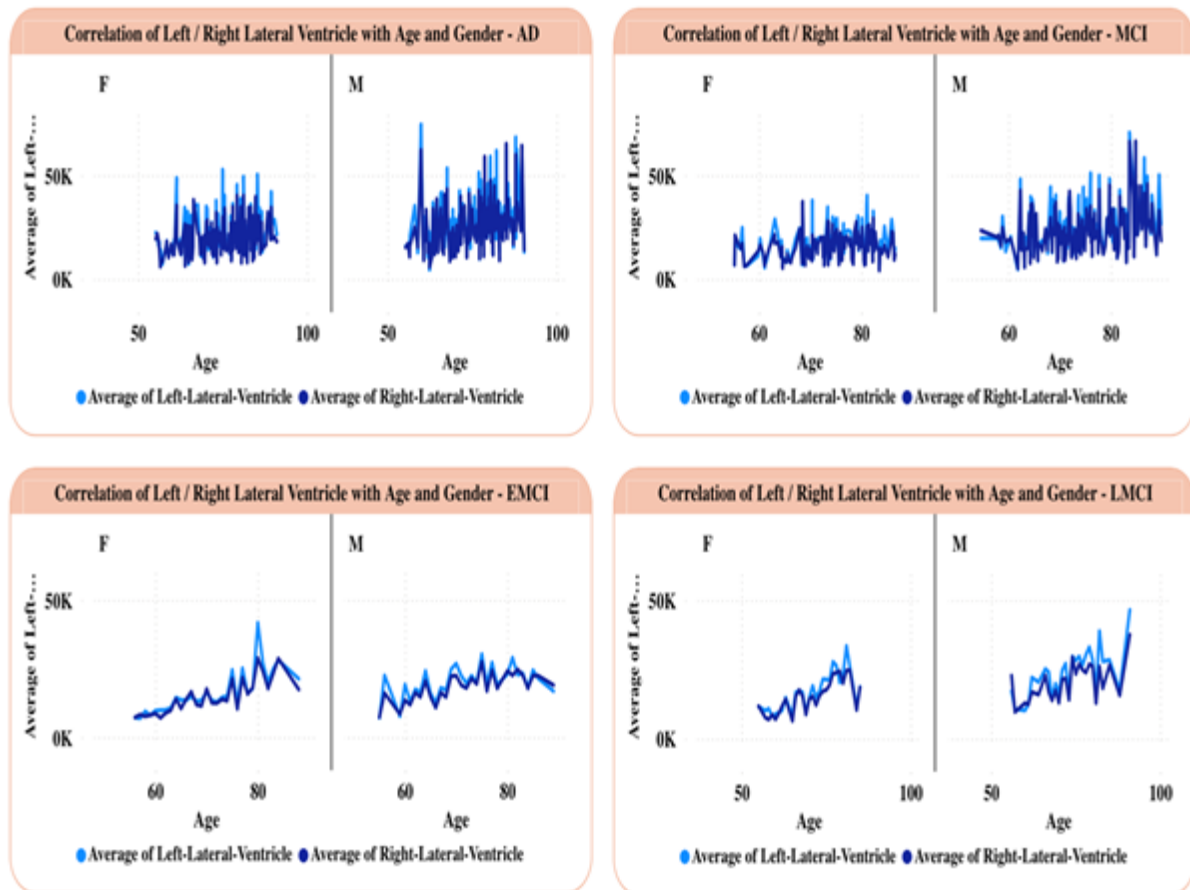 Correlation of Left / Right Lateral Ventricle with Age and Gender - AD
F
M
Average of Left-...
50K
0K
50
100
50
100
Age
Age
Average of Left-Lateral-Ventricle Average of Right-Lateral-Ventricle
Correlation of Left / Right Lateral Ventricle with Age and Gender - MCI
F
M
Average of Left-...
50K
0K
60
80
60
80
Age
Age
Average of Left-Lateral-Ventricle Average of Right-Lateral-Ventricle
Correlation of Left / Right Lateral Ventricle with Age and Gender - EMCI
F
M
Average of Left-...
50K
0K
60
80
60
80
Age
Age
Average of Left-Lateral-Ventricle Average of Right-Lateral-Ventricle
Correlation of Left / Right Lateral Ventricle with Age and Gender - LMCI
F
M
Average of Left-...
50K
0K
50
100
50
100
Age
Age
Average of Left-Lateral-Ventricle Average of Right-Lateral-Ventricle